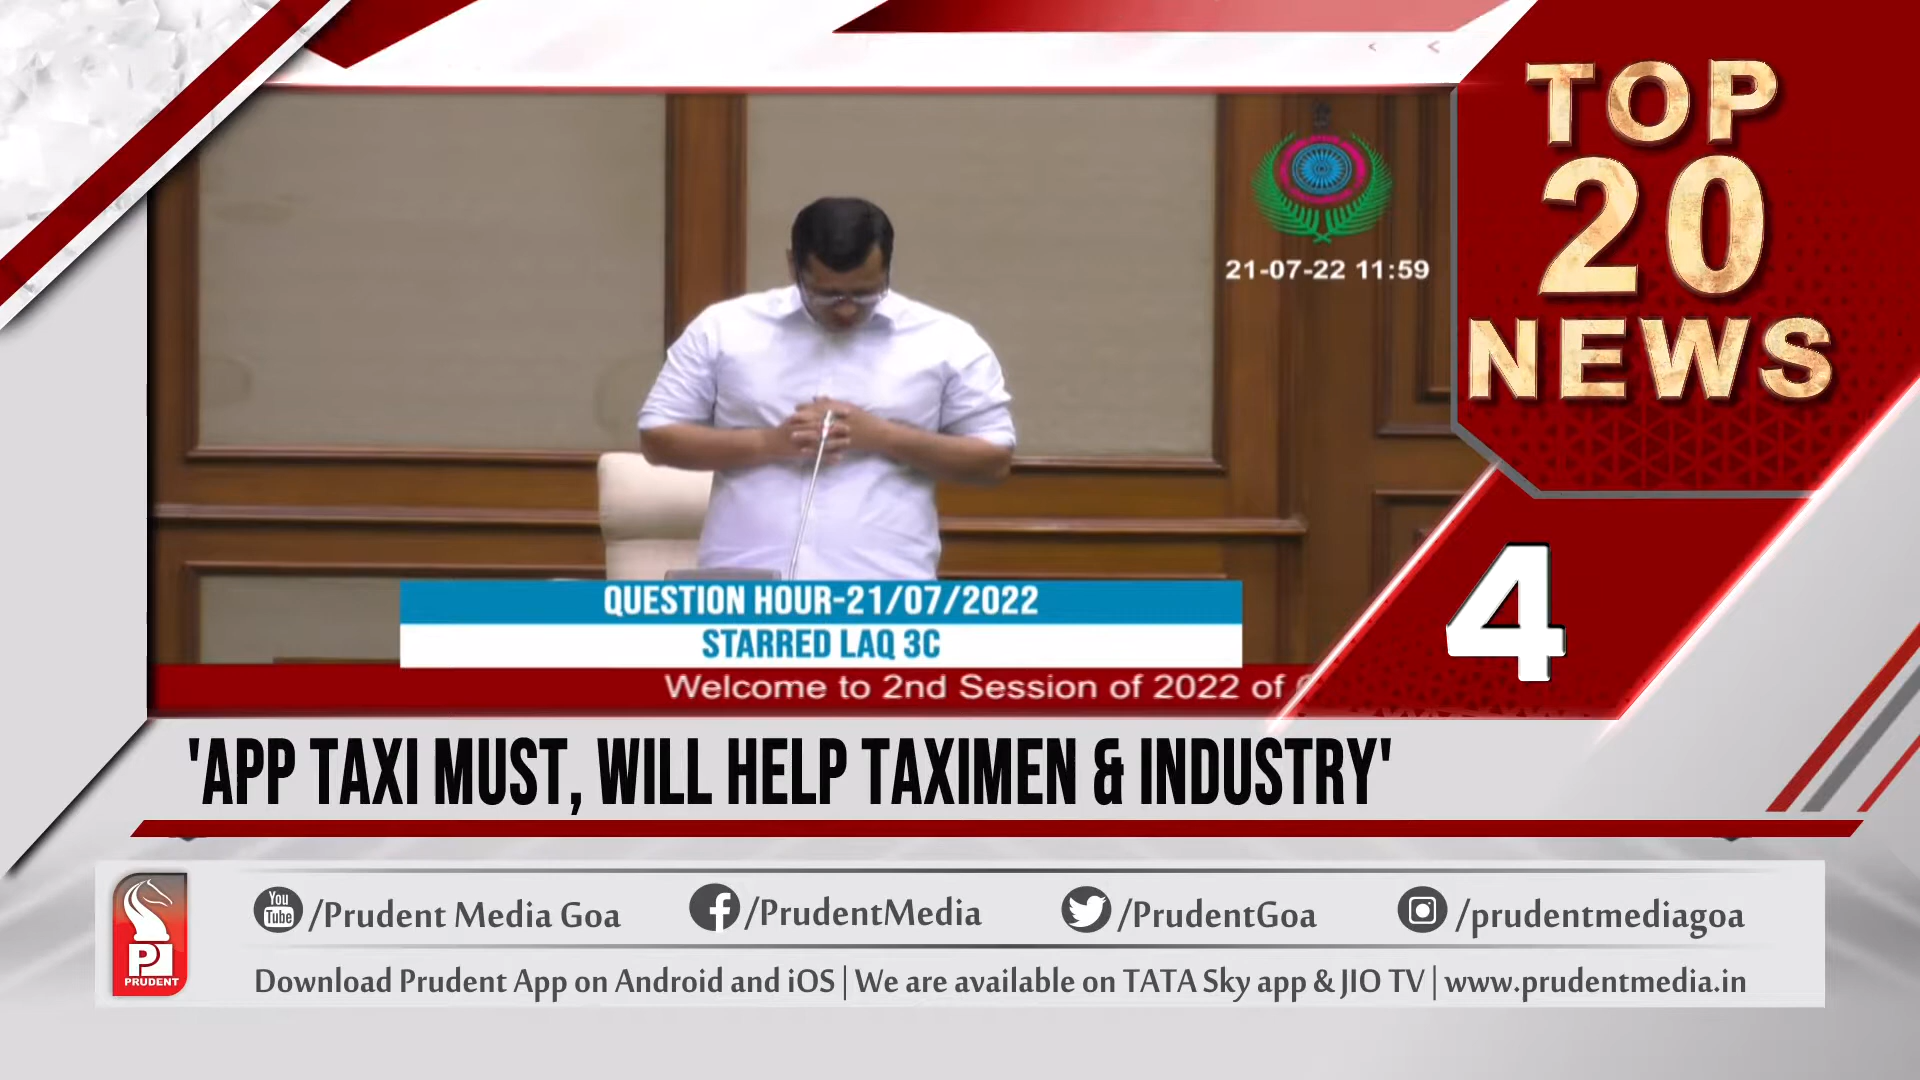 TOP
20
NEWS
21-07-22 11:59
4
QUESTION HOUR-21/07/2022
STARRED LAQ 3C
Welcome to 2nd Session of 2022 of
'APP TAXI MUST, WILL HELP TAXIMEN & INDUSTRY'
You Tube /Prudent Media Goa /PrudentMedia /PrudentGoa /prudentmediagoa
PRUDENT
Download Prudent App on Android and iOS | We are available on TATA Sky app & JIO TV | www.prudentmedia.in